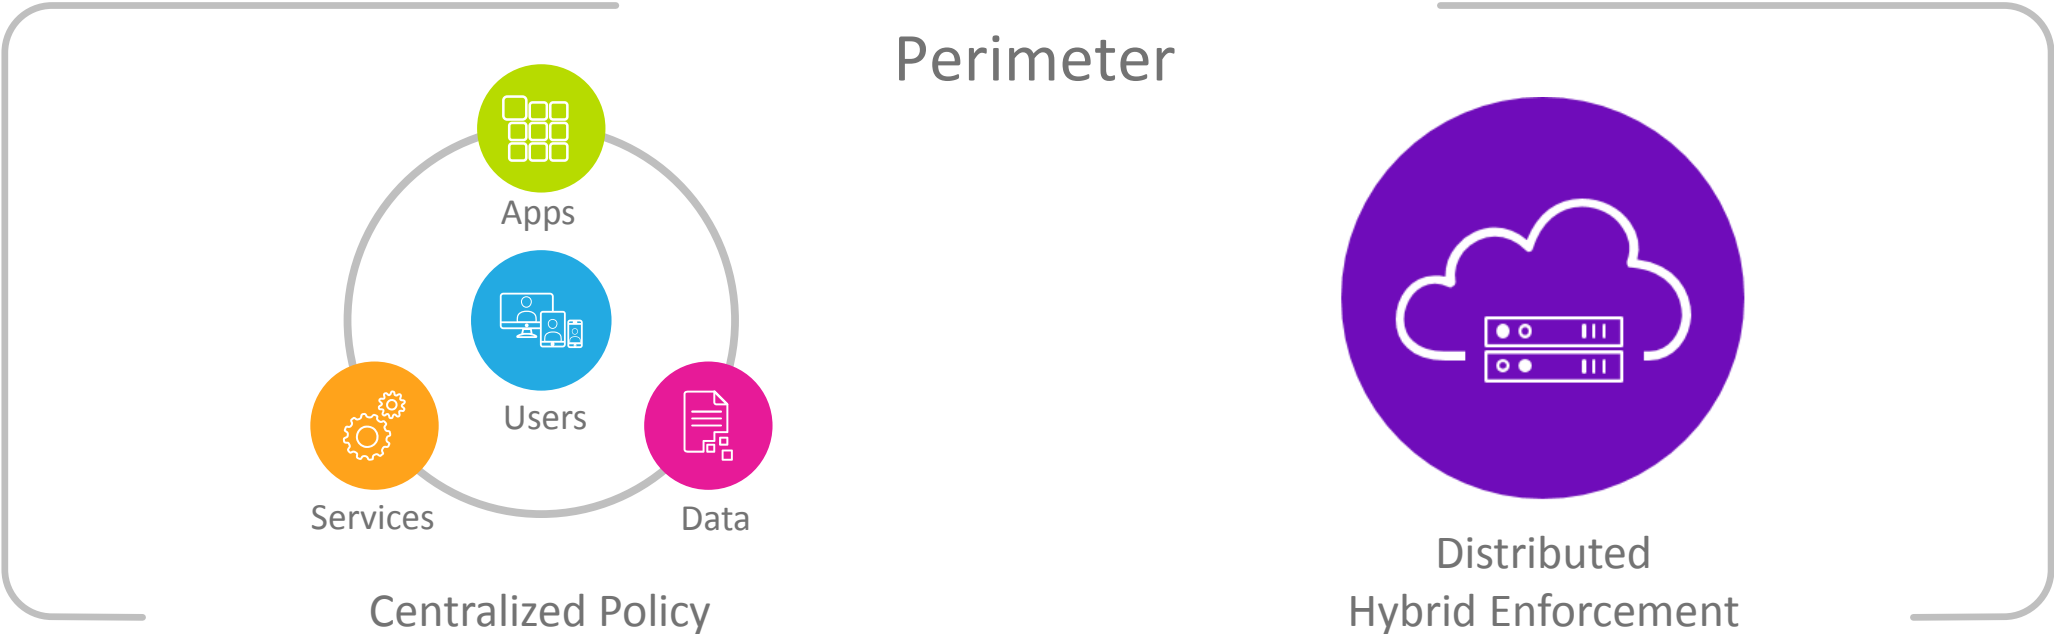 Perimeter
Apps
Users
Services
Data
Centralized Policy
Distributed
Hybrid Enforcement